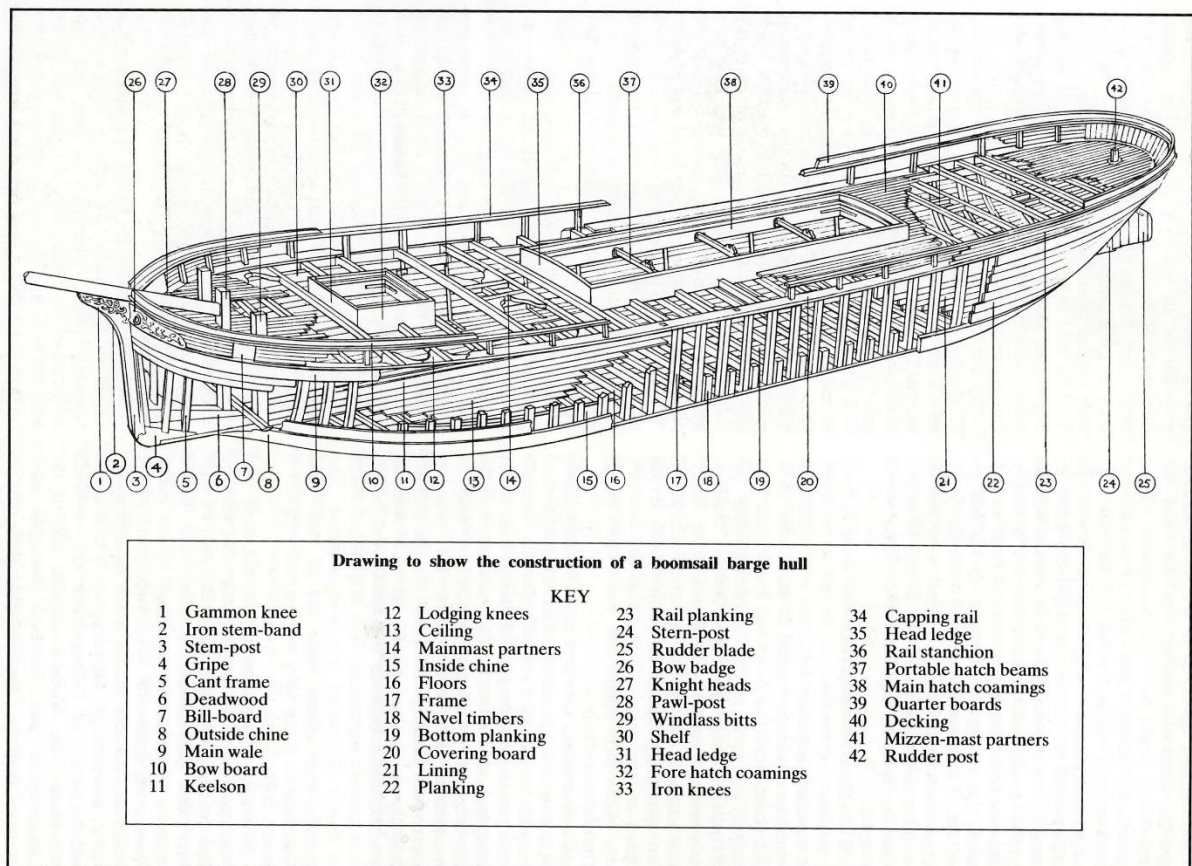 26 27 28 29 30 31 32 33 34 35 36 37 38 39 40 41 42
1 2 3 4 5 6 7 8 9 10 11 12 13 14 15 16 17 18 19 20 21 22 23 24 25
Drawing to show the construction of a boomsail barge hull
KEY
1 Gammon knee
2 Iron stem-band
3 Stem-post
4 Gripe
5 Cant frame
6 Deadwood
7 Bill-board
8 Outside chine
9 Main wale
10 Bow board
11 Keelson
12 Lodging knees
13 Ceiling
14 Mainmast partners
15 Inside chine
16 Floors
17 Frame
18 Navel timbers
19 Bottom planking
20 Covering board
21 Lining
22 Planking
23 Rail planking
24 Stern-post
25 Rudder blade
26 Bow badge
27 Knight heads
28 Pawl-post
29 Windlass bitts
30 Shelf
31 Head ledge
32 Fore hatch coamings
33 Iron knees
34 Capping rail
35 Head ledge
36 Rail stanchion
37 Portable hatch beams
38 Main hatch coamings
39 Quarter boards
40 Decking
41 Mizzen-mast partners
42 Rudder post